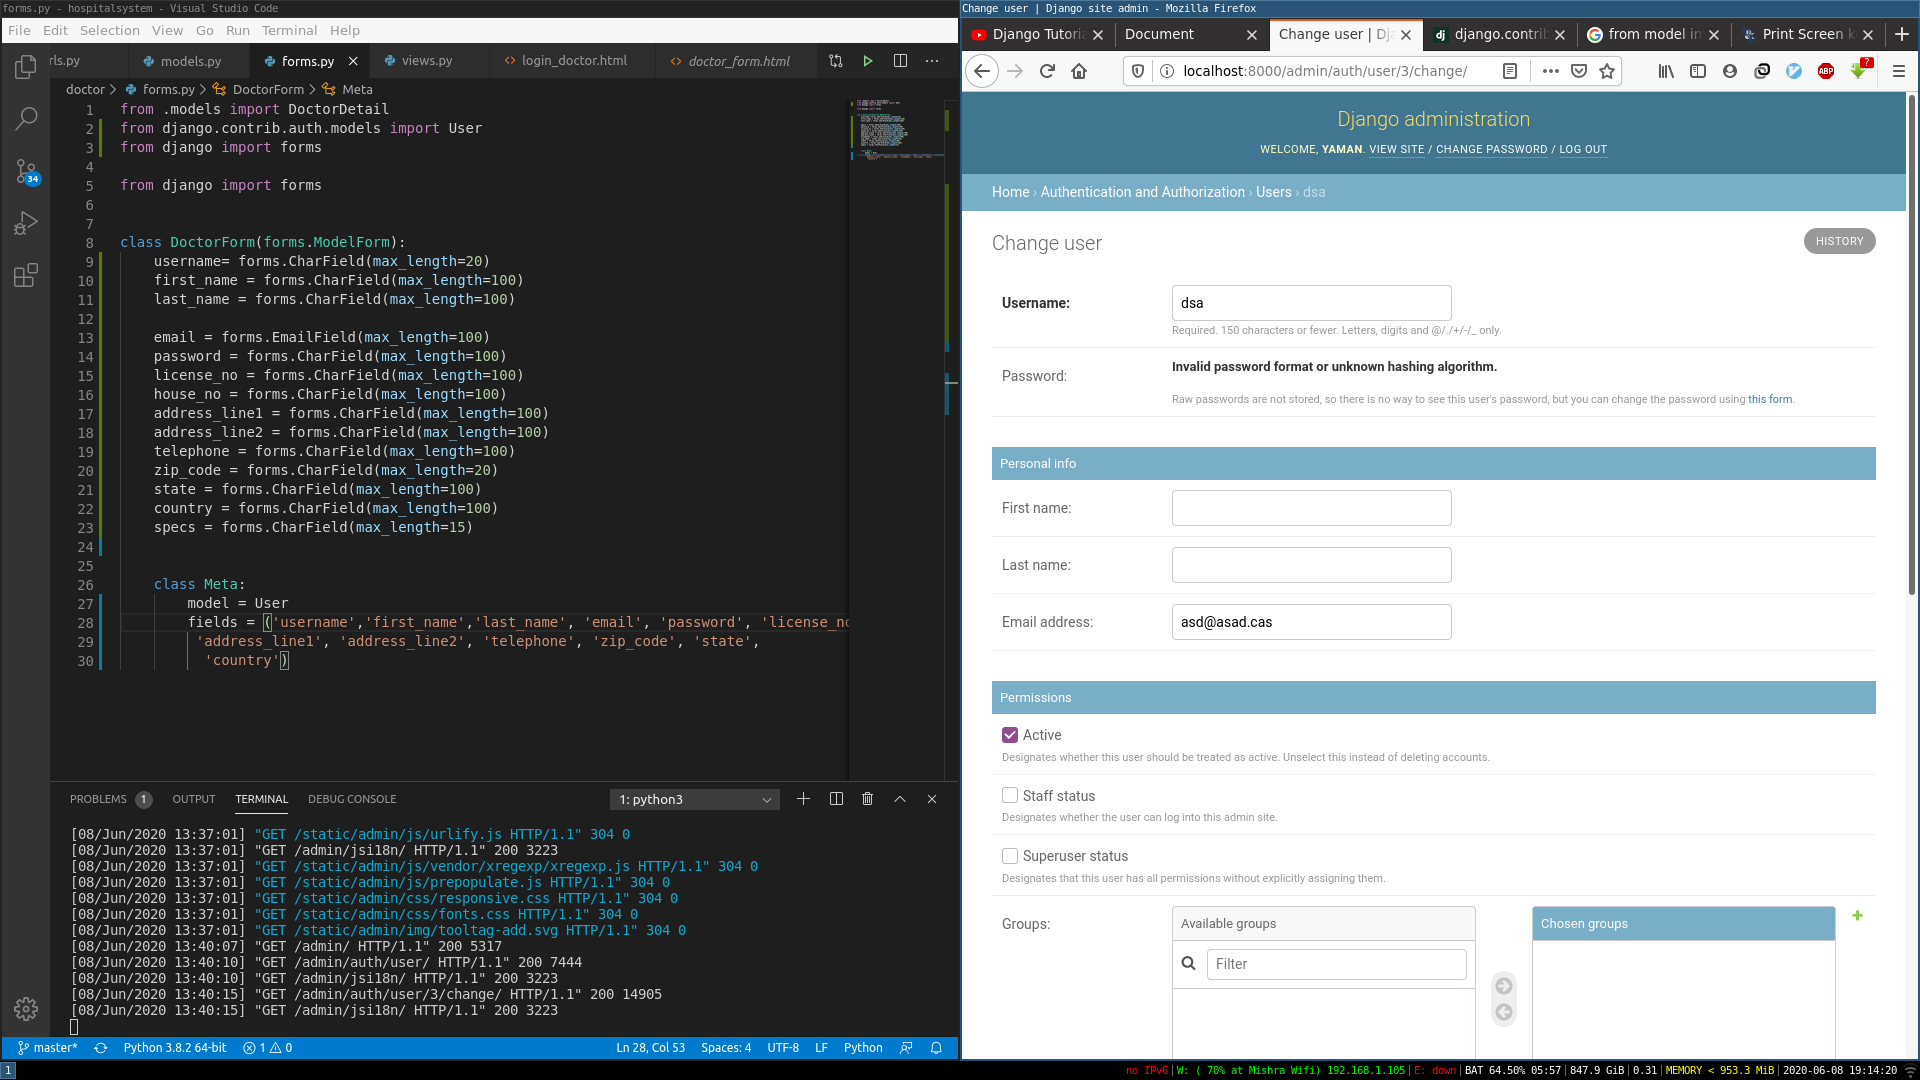 forms.py - hospitalsystem - Visual Studio Code
File Edit Selection View Go Run Terminal Help
rls.py models.py forms.py views.py login_doctor.html doctor_form.html
doctor > forms.py > DoctorForm > Meta
1 from .models import DoctorDetail
2 from django.contrib.auth.models import User
3 from django import forms
4
5 from django import forms
6
7
8 class DoctorForm(forms.ModelForm):
9 username= forms.CharField(max_length=20)
10 first_name = forms.CharField(max_length=100)
11 last_name = forms.CharField(max_length=100)
12
13 email = forms.EmailField(max_length=100)
14 password = forms.CharField(max_length=100)
15 license_no = forms.CharField(max_length=100)
16 house_no = forms.CharField(max_length=100)
17 address_line1 = forms.CharField(max_length=100)
18 address_line2 = forms.CharField(max_length=100)
19 telephone = forms.CharField(max_length=100)
20 zip_code = forms.CharField(max_length=20)
21 state = forms.CharField(max_length=100)
22 country = forms.CharField(max_length=100)
23 specs = forms.CharField(max_length=15)
24
25
26 class Meta:
27 model = User
28 fields = ('username','first_name','last_name', 'email', 'password', 'license_no
29 'address_line1', 'address_line2', 'telephone', 'zip_code', 'state',
30 'country')
34
PROBLEMS 1 OUTPUT TERMINAL DEBUG CONSOLE 1: python3
[08/Jun/2020 13:37:01] "GET /static/admin/js/urlify.js HTTP/1.1" 304 0
[08/Jun/2020 13:37:01] "GET /admin/jsi18n/ HTTP/1.1" 200 3223
[08/Jun/2020 13:37:01] "GET /static/admin/js/vendor/xregexp/xregexp.js HTTP/1.1" 304 0
[08/Jun/2020 13:37:01] "GET /static/admin/js/prepopulate.js HTTP/1.1" 304 0
[08/Jun/2020 13:37:01] "GET /static/admin/css/responsive.css HTTP/1.1" 304 0
[08/Jun/2020 13:37:01] "GET /static/admin/css/fonts.css HTTP/1.1" 304 0
[08/Jun/2020 13:37:01] "GET /static/admin/img/tooltag-add.svg HTTP/1.1" 304 0
[08/Jun/2020 13:40:07] "GET /admin/ HTTP/1.1" 200 5317
[08/Jun/2020 13:40:10] "GET /admin/auth/user/ HTTP/1.1" 200 7444
[08/Jun/2020 13:40:10] "GET /admin/jsi18n/ HTTP/1.1" 200 3223
[08/Jun/2020 13:40:15] "GET /admin/auth/user/3/change/ HTTP/1.1" 200 14905
[08/Jun/2020 13:40:15] "GET /admin/jsi18n/ HTTP/1.1" 200 3223
master* Python 3.8.2 64-bit 1 0 Ln 28, Col 53 Spaces: 4 UTF-8 LF Python
Change user | Django site admin - Mozilla Firefox
Django Tutoria Document Change user | Dj django.contrib from model im Print Screen k
localhost:8000/admin/auth/user/3/change/ ABP ?
Django administration
WELCOME, YAMAN. VIEW SITE / CHANGE PASSWORD / LOG OUT
Home › Authentication and Authorization › Users › dsa
Change user
HISTORY
Username: dsa
Required. 150 characters or fewer. Letters, digits and @/./+/-/_ only.
Password: Invalid password format or unknown hashing algorithm.
Raw passwords are not stored, so there is no way to see this user's password, but you can change the password using this form.
Personal info
First name:
Last name:
Email address: asd@asad.cas
Permissions
Active
Designates whether this user should be treated as active. Unselect this instead of deleting accounts.
Staff status
Designates whether the user can log into this admin site.
Superuser status
Designates that this user has all permissions without explicitly assigning them.
Groups: Available groups Chosen groups
Filter
1 no IPv6|W: ( 70% at Mishra Wifi) 192.168.1.105|E: down|BAT 64.50% 05:57|847.9 GiB|0.31|MEMORY < 953.3 MiB|2020-06-08 19:14:20